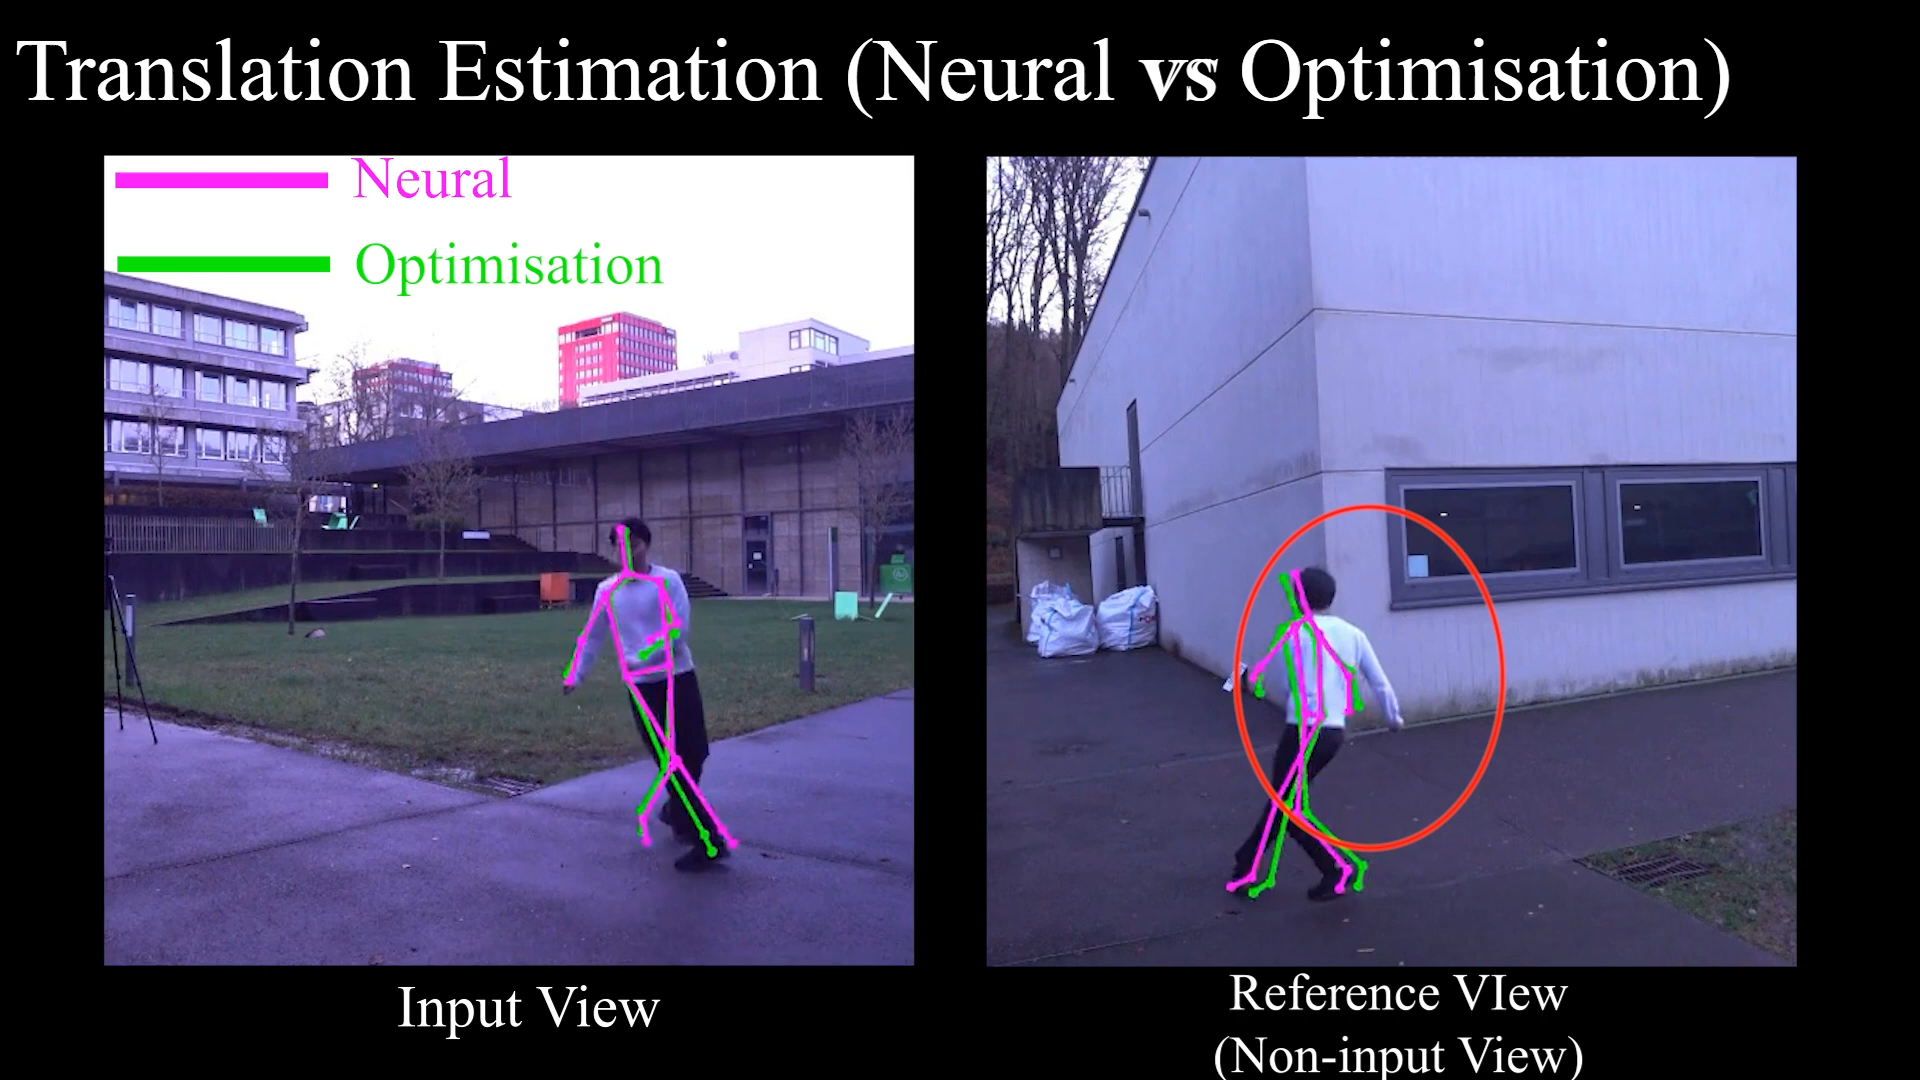 Translation Estimation (Neural vs Optimisation)
Neural
Optimisation
Input View
Reference VIew
(Non-input View)